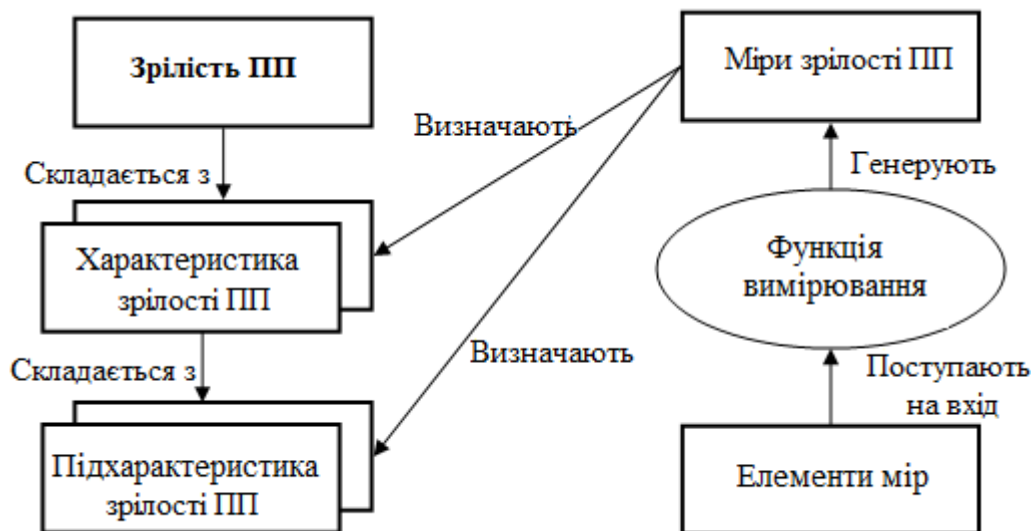 Зрілість ПП
Міри зрілості ПП
Визначають
Генерують
Складається з
Характеристика
зрілості ПП
Функція
вимірювання
Визначають
Складається з
Поступають
на вхід
Підхарактеристика
зрілості ПП
Елементи мір